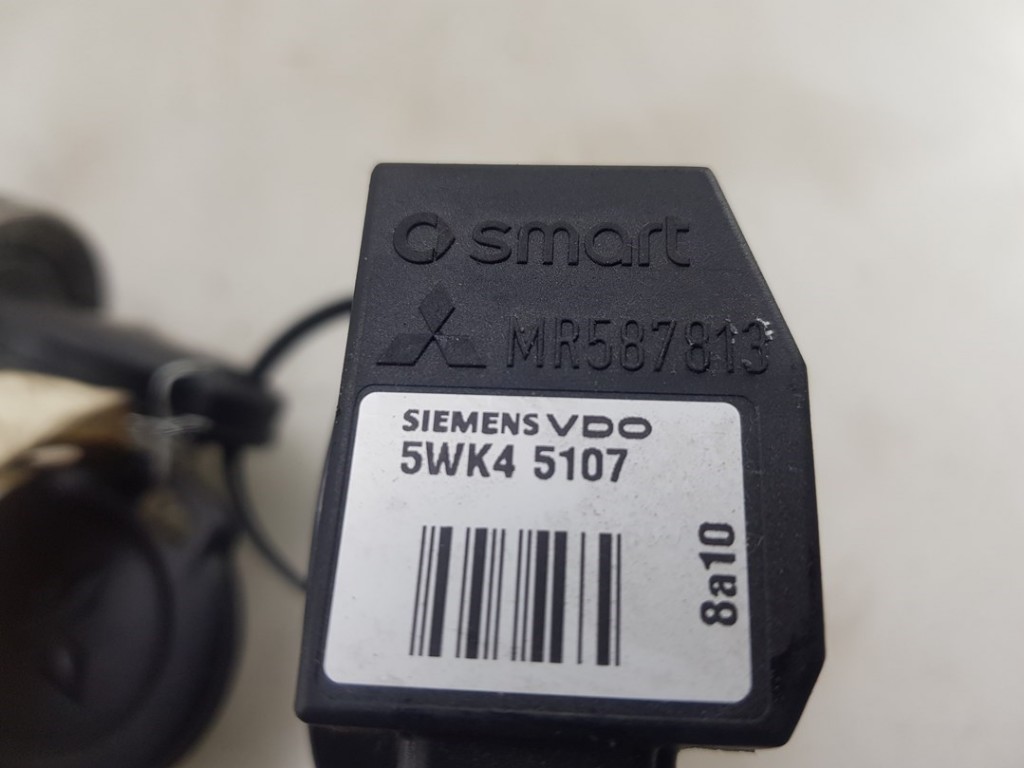 smart
MR587813
SIEMENS VDO
5WK4 5107
8a10